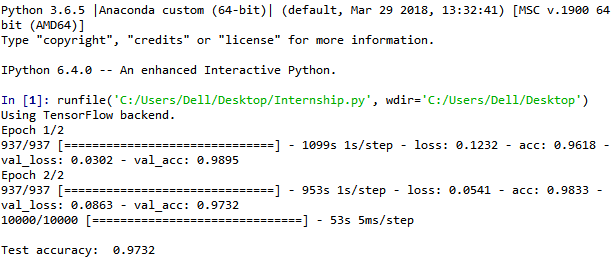 Python 3.6.5 |Anaconda custom (64-bit)| (default, Mar 29 2018, 13:32:41) [MSC v.1900 64
bit (AMD64)]
Type "copyright", "credits" or "license" for more information.
IPython 6.4.0 -- An enhanced Interactive Python.
In [1]: runfile('C:/Users/Dell/Desktop/Internship.py', wdir='C:/Users/Dell/Desktop')
Using TensorFlow backend.
Epoch 1/2
937/937 [==============================] - 1099s 1s/step - loss: 0.1232 - acc: 0.9618 -
val_loss: 0.0302 - val_acc: 0.9895
Epoch 2/2
937/937 [==============================] - 953s 1s/step - loss: 0.0541 - acc: 0.9833 -
val_loss: 0.0863 - val_acc: 0.9732
10000/10000 [==============================] - 53s 5ms/step
Test accuracy:  0.9732